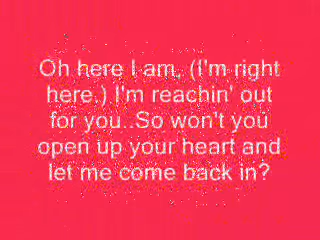 Oh here I am, (I'm right
here.) I'm reachin' out
for you..So won't you
open up your heart and
let me come back in?